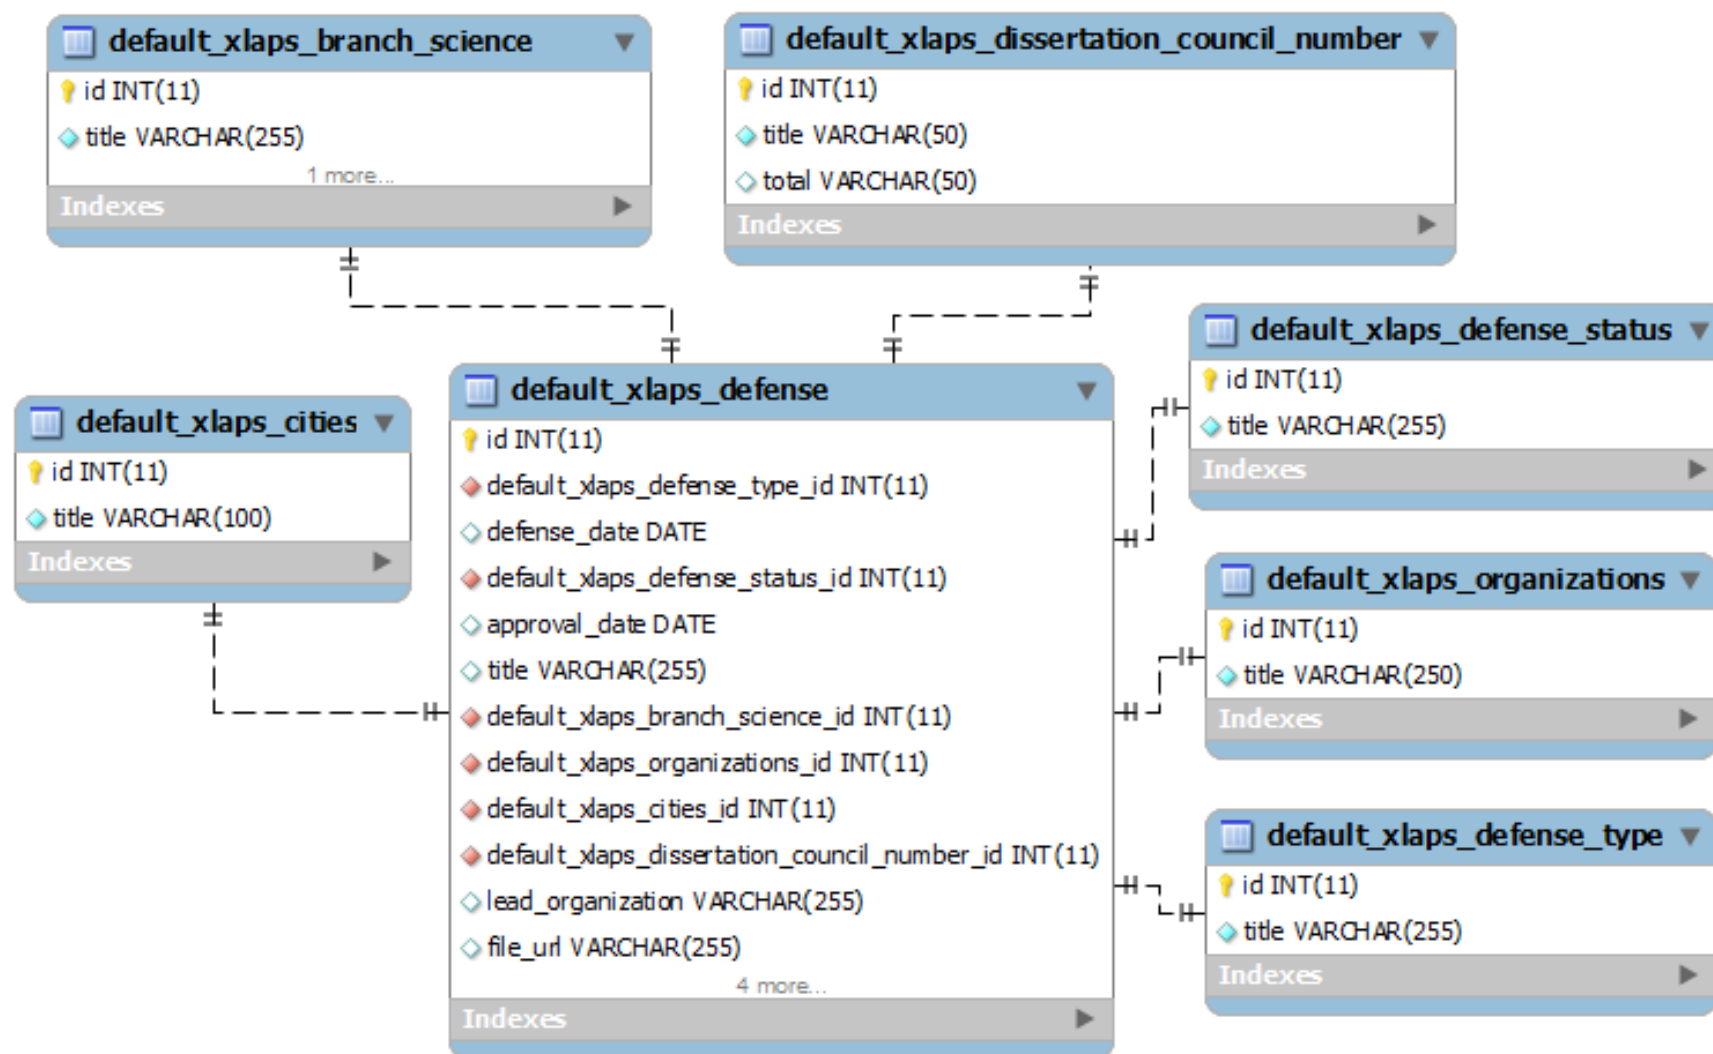 default_xlaps_branch_science
id INT(11)
title VARCHAR(255)
1 more...
Indexes
default_xlaps_dissertation_council_number
id INT(11)
title VARCHAR(50)
total VARCHAR(50)
Indexes
default_xlaps_cities
id INT(11)
title VARCHAR(100)
Indexes
default_xlaps_defense
id INT(11)
default_xlaps_defense_type_id INT(11)
defense_date DATE
default_xlaps_defense_status_id INT(11)
approval_date DATE
title VARCHAR(255)
default_xlaps_branch_science_id INT(11)
default_xlaps_organizations_id INT(11)
default_xlaps_cities_id INT(11)
default_xlaps_dissertation_council_number_id INT(11)
lead_organization VARCHAR(255)
file_url VARCHAR(255)
4 more...
Indexes
default_xlaps_defense_status
id INT(11)
title VARCHAR(255)
Indexes
default_xlaps_organizations
id INT(11)
title VARCHAR(250)
Indexes
default_xlaps_defense_type
id INT(11)
title VARCHAR(255)
Indexes